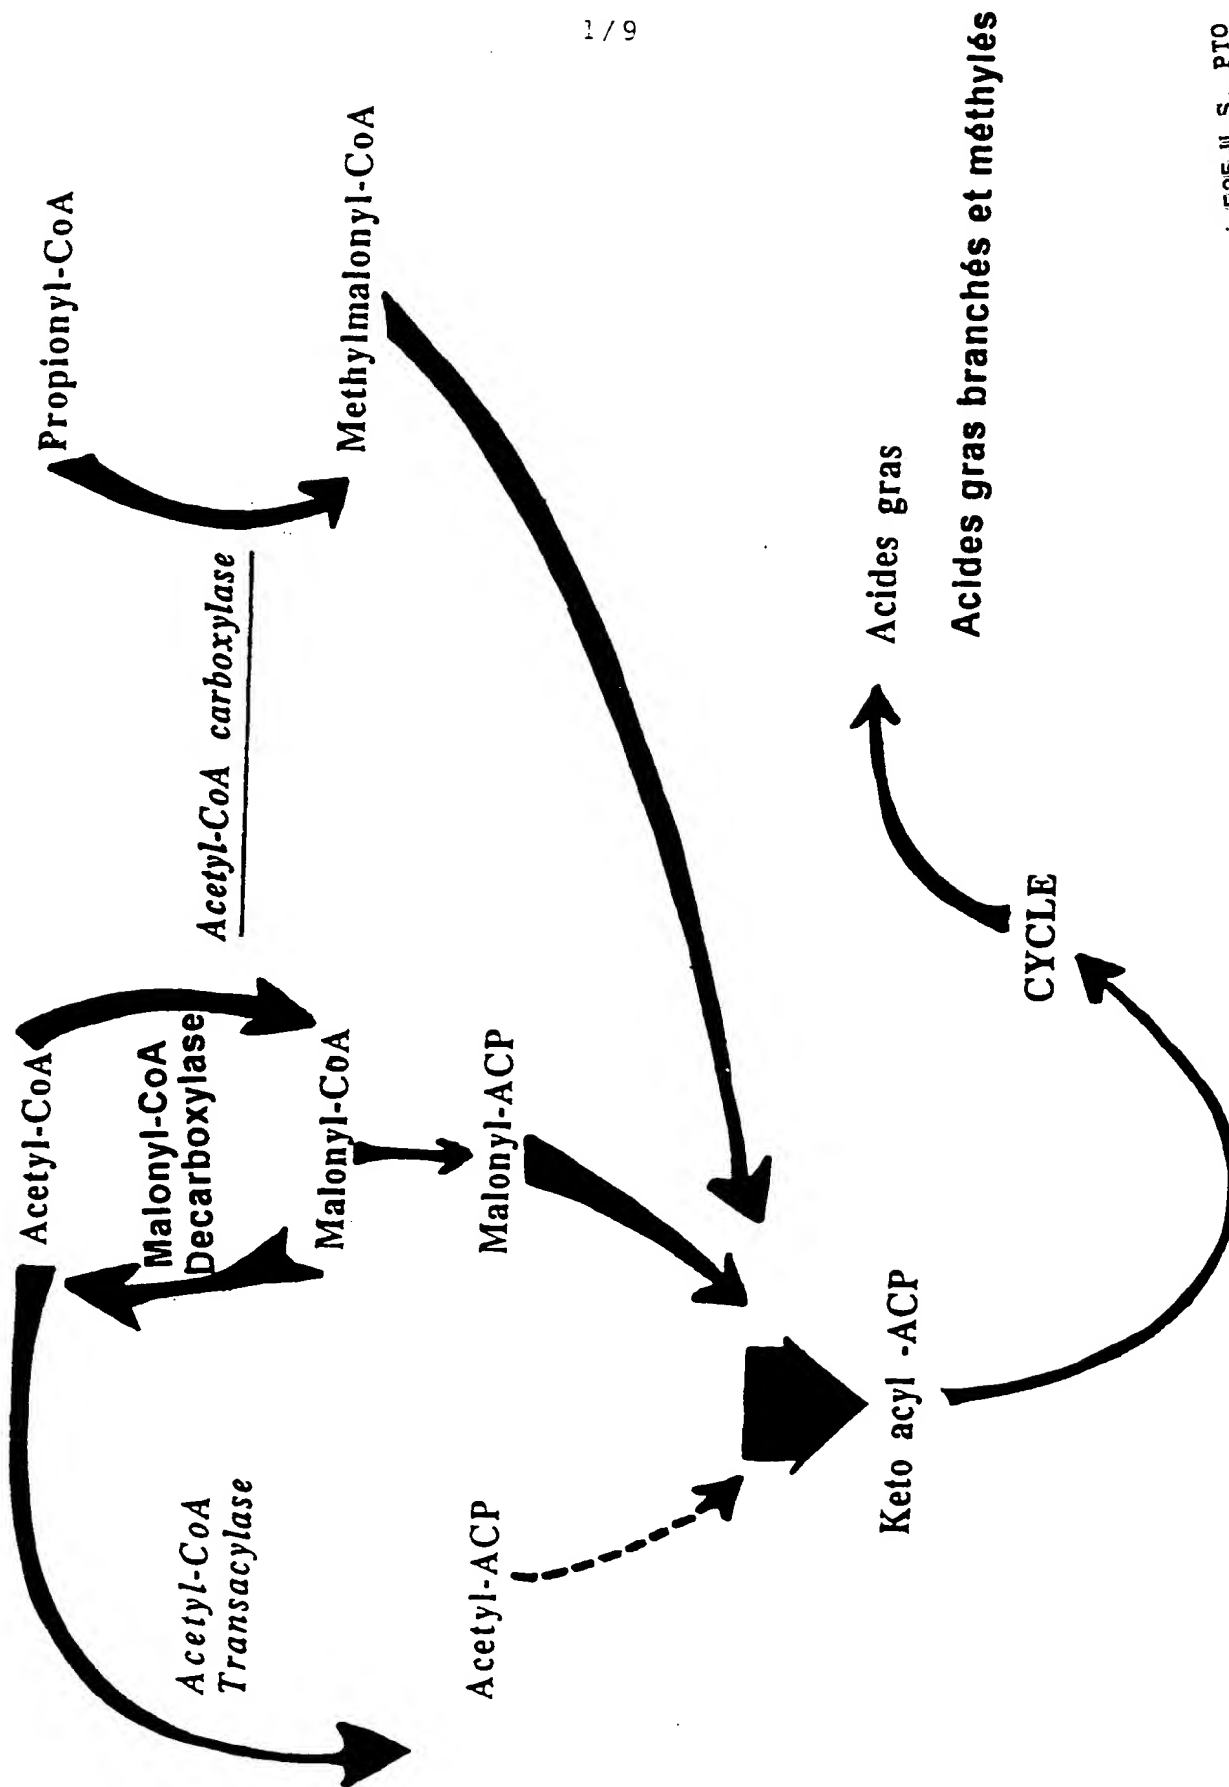 1/9
Acetyl-CoA
Propionyl-CoA
Malonyl-CoA
Decarboxylase
Acetyl-CoA carboxylase
Acetyl-CoA
Transacylase
Malonyl-CoA
Methylmalonyl-CoA
Acetyl-ACP
Malonyl-ACP
Keto acyl -ACP
Acides gras
Acides gras branchés et méthylés
CYCLE
PTO